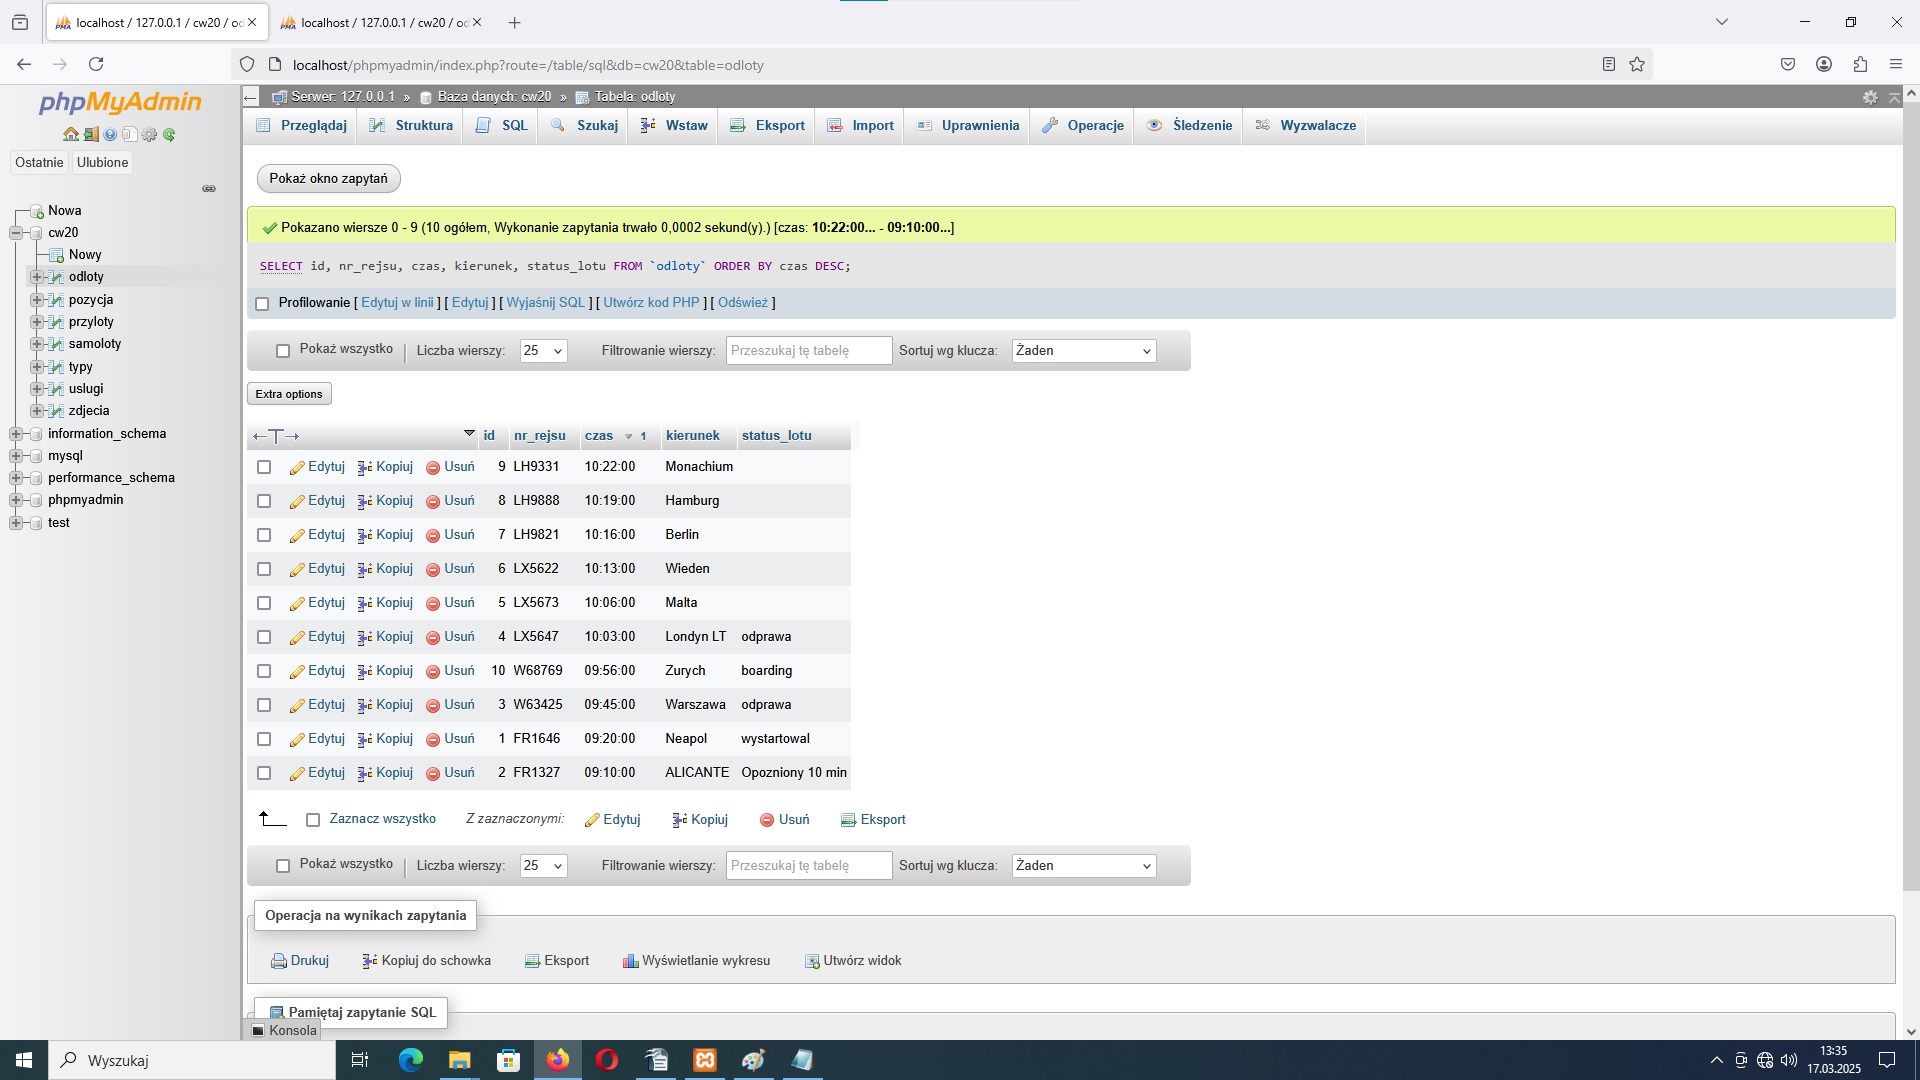 localhost / 127.0.0.1 / cw20 / od
localhost / 127.0.0.1 / cw20 / od
localhost/phpmyadmin/index.php?route=/table/sql&db=cw20&table=odloty
phpMyAdmin
Ostatnie Ulubione
Nowa
cw20
Nowy
odloty
pozycja
przyloty
samoloty
typy
uslugi
zdjecia
information_schema
mysql
performance_schema
phpmyadmin
test
Serwer: 127.0.0.1 » Baza danych: cw20 » Tabela: odloty
Przeglądaj Struktura SQL Szukaj Wstaw Eksport Import Uprawnienia Operacje Śledzenie Wyzwalacze
Pokaż okno zapytań
Pokazano wiersze 0 - 9 (10 ogółem, Wykonanie zapytania trwało 0,0002 sekund(y).) [czas: 10:22:00... - 09:10:00...]
SELECT id, nr_rejsu, czas, kierunek, status_lotu FROM `odloty` ORDER BY czas DESC;
Profilowanie [ Edytuj w linii ] [ Edytuj ] [ Wyjaśnij SQL ] [ Utwórz kod PHP ] [ Odśwież ]
Pokaż wszystko | Liczba wierszy: 25 Filtrowanie wierszy: Przeszukaj tę tabelę Sortuj wg klucza: Żaden
Extra options
←T→ id nr_rejsu czas 1 kierunek status_lotu
Edytuj Kopiuj Usuń 9 LH9331 10:22:00 Monachium
Edytuj Kopiuj Usuń 8 LH9888 10:19:00 Hamburg
Edytuj Kopiuj Usuń 7 LH9821 10:16:00 Berlin
Edytuj Kopiuj Usuń 6 LX5622 10:13:00 Wieden
Edytuj Kopiuj Usuń 5 LX5673 10:06:00 Malta
Edytuj Kopiuj Usuń 4 LX5647 10:03:00 Londyn LT odprawa
Edytuj Kopiuj Usuń 10 W68769 09:56:00 Zurych boarding
Edytuj Kopiuj Usuń 3 W63425 09:45:00 Warszawa odprawa
Edytuj Kopiuj Usuń 1 FR1646 09:20:00 Neapol wystartowal
Edytuj Kopiuj Usuń 2 FR1327 09:10:00 ALICANTE Opozniony 10 min
Zaznacz wszystko Z zaznaczonymi: Edytuj Kopiuj Usuń Eksport
Pokaż wszystko | Liczba wierszy: 25 Filtrowanie wierszy: Przeszukaj tę tabelę Sortuj wg klucza: Żaden
Operacja na wynikach zapytania
Drukuj Kopiuj do schowka Eksport Wyświetlanie wykresu Utwórz widok
Pamiętaj zapytanie SQL
Konsola
Wyszukaj
13:35
17.03.2025